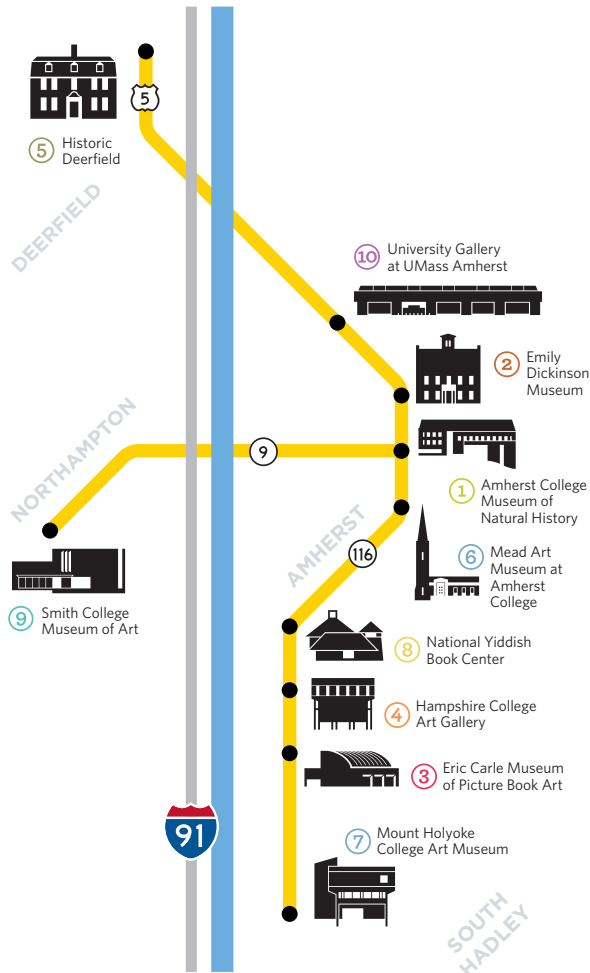 5
5
Historic
Deerfield
DEERFIELD
10
University Gallery
at UMass Amherst
2
Emily
Dickinson
Museum
NORTHAMPTON
9
1
Amherst College
Museum of
Natural History
AMHERST
116
6
Mead Art
Museum at
Amherst
College
9
Smith College
Museum of Art
8
National Yiddish
Book Center
4
Hampshire College
Art Gallery
3
Eric Carle Museum
of Picture Book Art
91
7
Mount Holyoke
College Art Museum
SOUTH
HADLEY